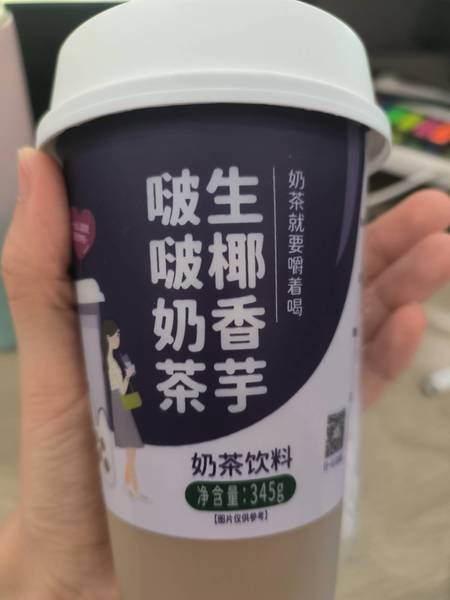 生椰香芋
啵啵奶茶
奶茶就要嚼着喝
奶茶饮料
净含量:345g
【图片仅供参考】